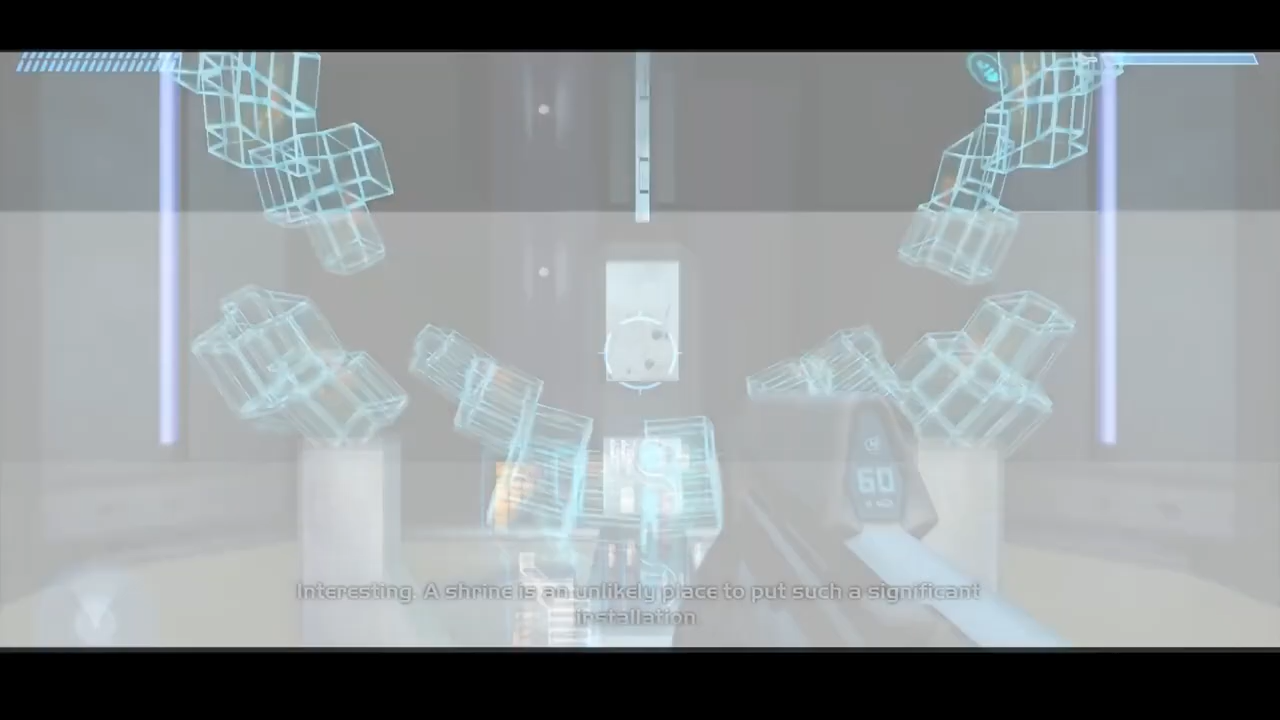 60
Interesting. A shrine is an unlikely place to put such a significant
installation.